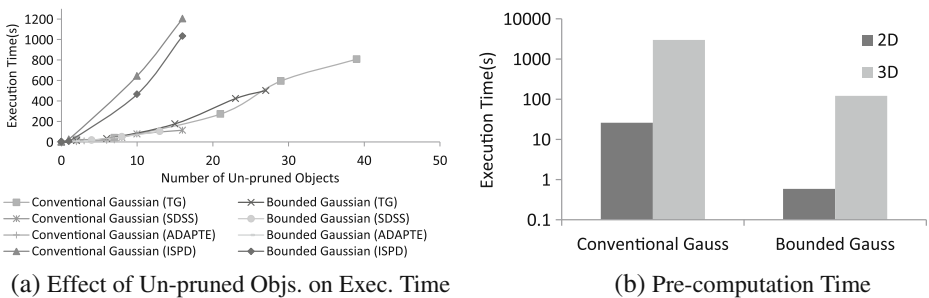 Execution Time(s)
1200
1000
800
600
400
200
0
0 10 20 30 40 50
Number of Un-pruned Objects
Conventional Gaussian (TG) Bounded Gaussian (TG)
Conventional Gaussian (SDSS) Bounded Gaussian (SDSS)
Conventional Gaussian (ADAPTE) Bounded Gaussian (ADAPTE)
Conventional Gaussian (ISPD) Bounded Gaussian (ISPD)
(a) Effect of Un-pruned Objs. on Exec. Time
Execution Time(s)
10000
1000
100
10
1
0.1
2D
3D
Conventional Gauss Bounded Gauss
(b) Pre-computation Time